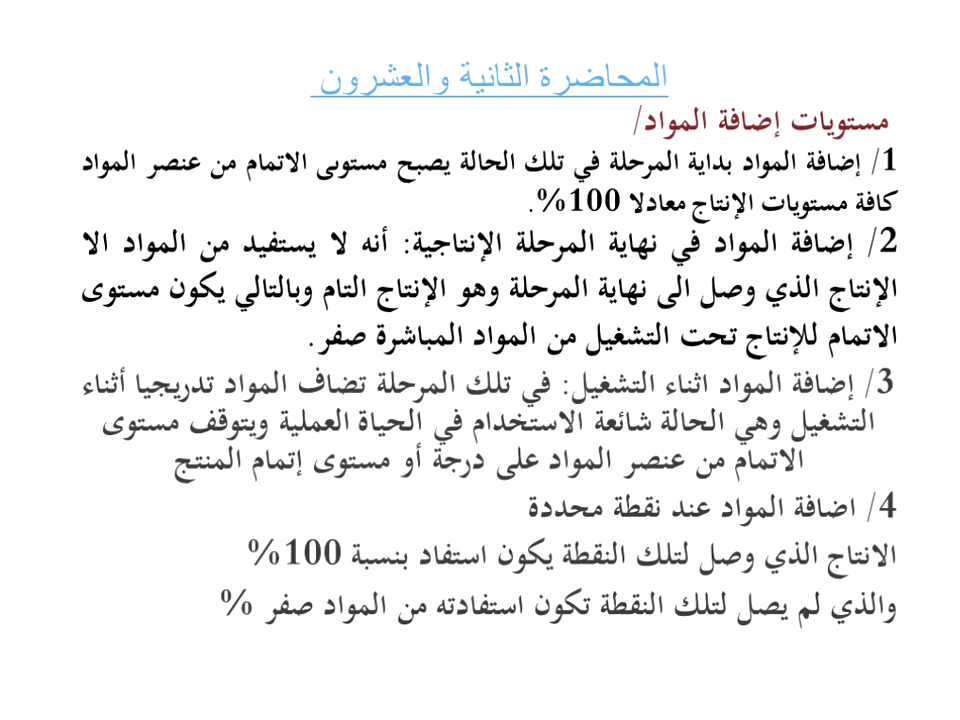 المحاضرة الثانية والعشرون
مستويات إضافة المواد/
1/ إضافة المواد بداية المرحلة في تلك الحالة يصبح مستوىى الاتمام من عنصر المواد
كافة مستويات الإنتاج معادلا 100%.
2/ إضافة المواد في نهاية المرحلة الإنتاجية: أنه لا يستفيد من المواد الا
الإنتاج الذي وصل الى نهاية المرحلة وهو الإنتاج التام وبالتالي يكون مستوى
الاتمام للإنتاج تحت التشغيل من المواد المباشرة صفر.
3/ إضافة المواد اثناء التشغيل: في تلك المرحلة تضاف المواد تدريجيا أثناء
التشغيل وهي الحالة شائعة الاستخدام في الحياة العملية ويتوقف مستوى
الاتمام من عنصر المواد على درجة أو مستوى إتمام المنتج
4/ اضافة المواد عند نقطة محددة
الانتاج الذي وصل لتلك النقطة يكون استفاد بنسبة 100%
والذي لم يصل لتلك النقطة تكون استفادته من المواد صفر %